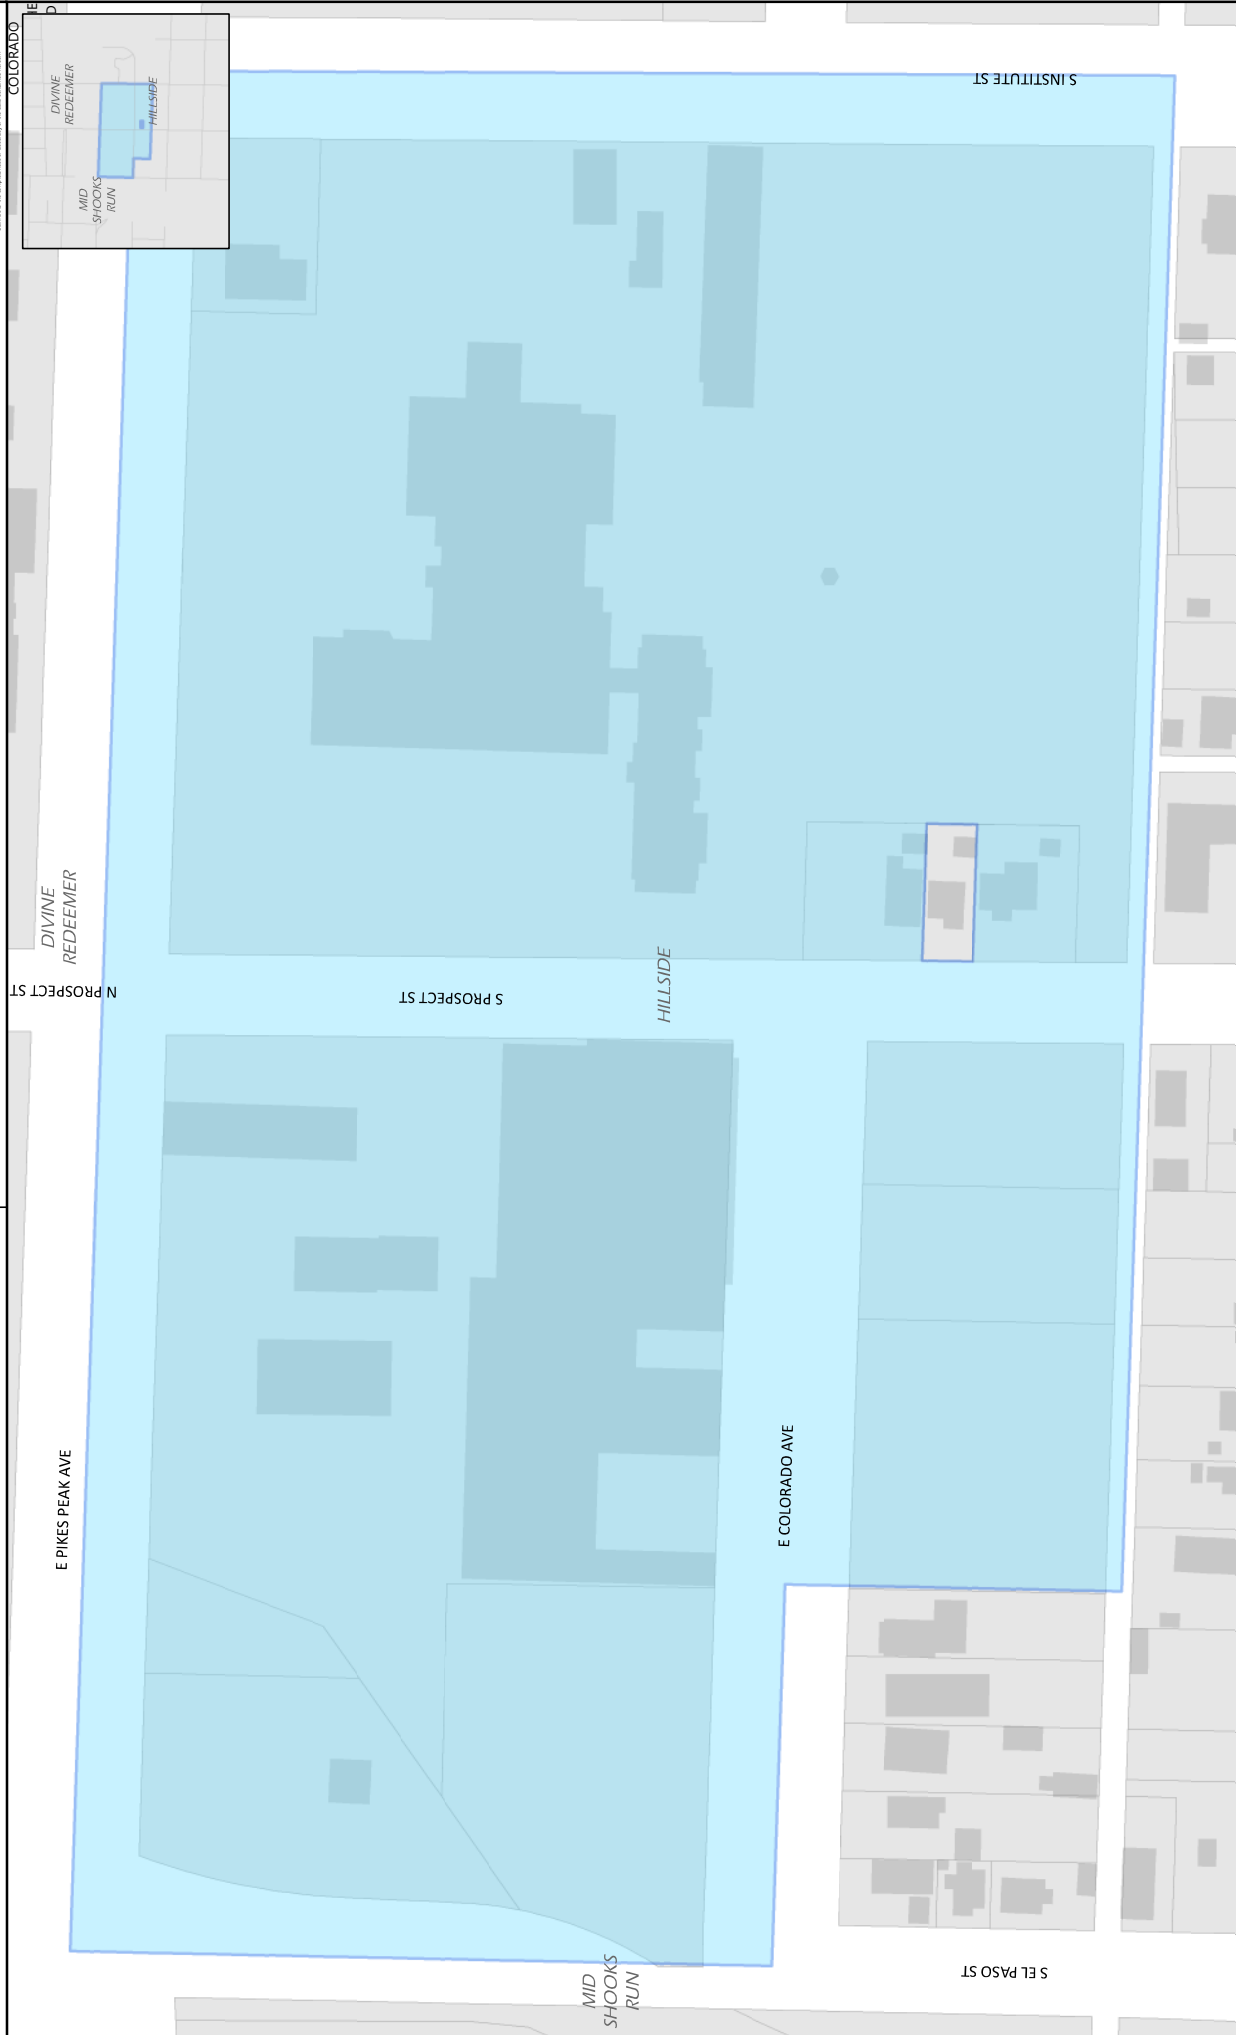 COLORADO
DIVINE
REDEEMER
HILLSIDE
MID
SHOOKS
RUN
S INSTITUTE ST
DIVINE
REDEEMER
N PROSPECT ST
S PROSPECT ST
HILLSIDE
E PIKES PEAK AVE
E COLORADO AVE
MID
SHOOKS
RUN
S EL PASO ST